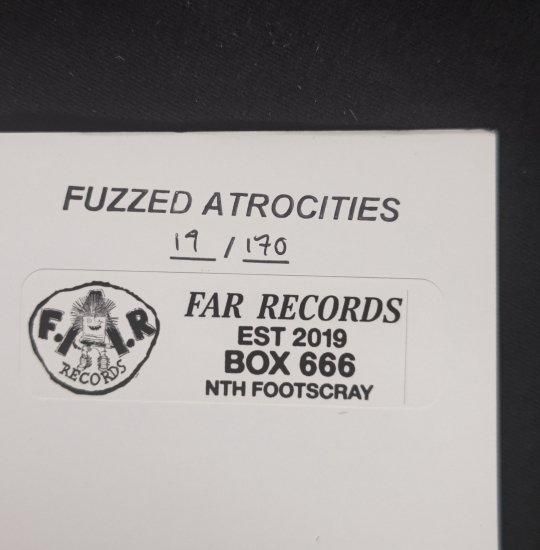 FUZZED ATROCITIES
19 / 170
F.A.R
RECORDS
FAR RECORDS
EST 2019
BOX 666
NTH FOOTSCRAY